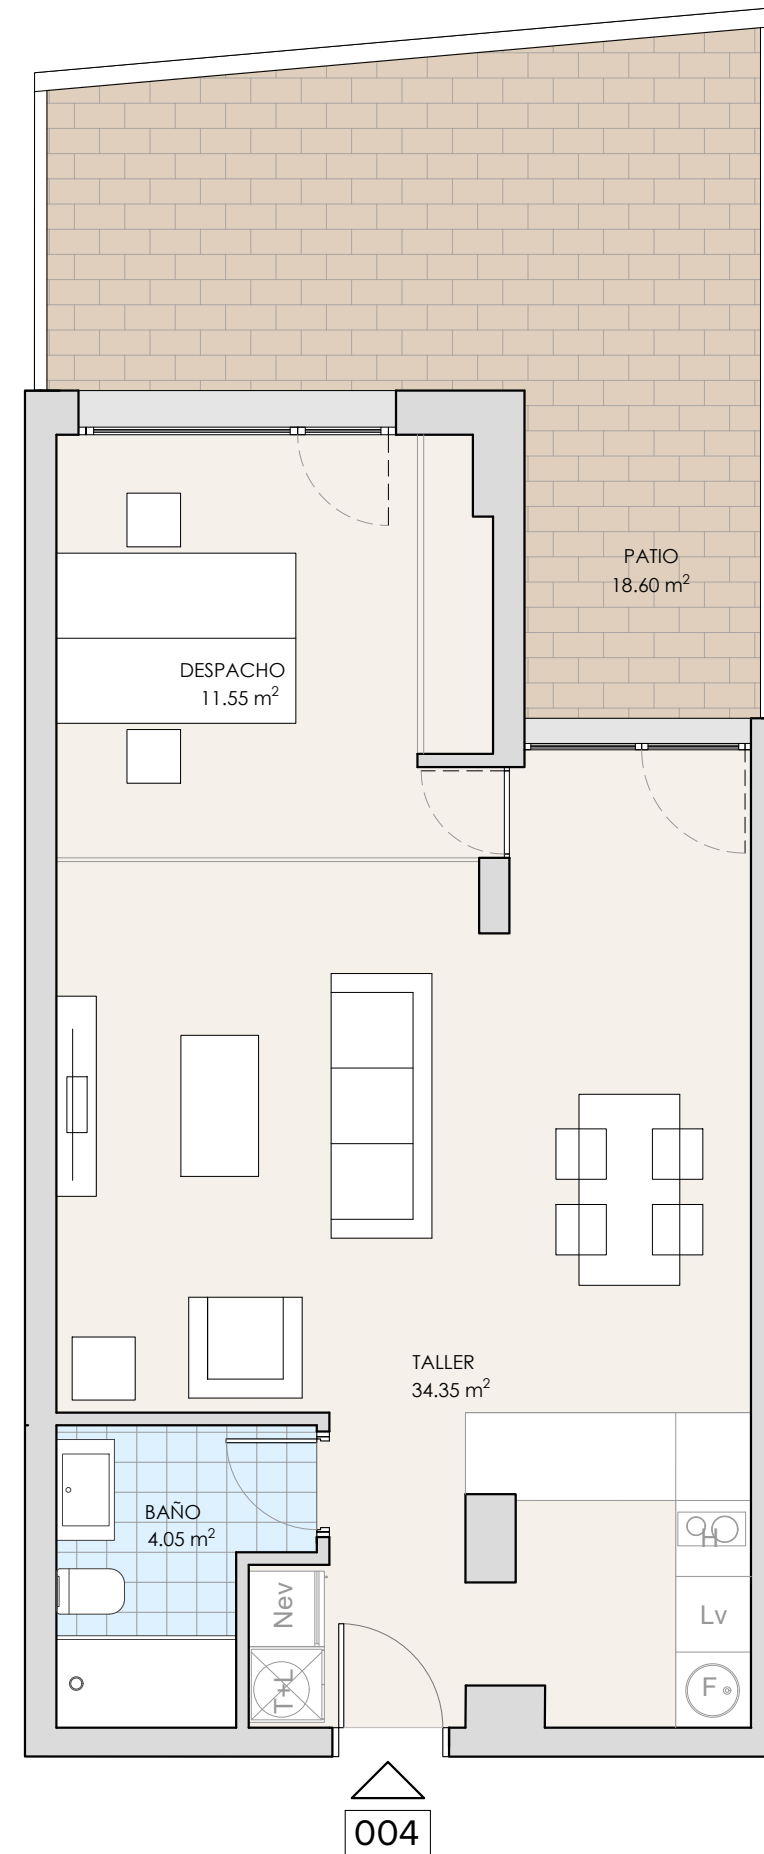 PATIO
18.60 m²
DESPACHO
11.55 m²
TALLER
34.35 m²
BAÑO
4.05 m²
H
Nev
Lv
T+L
F
004